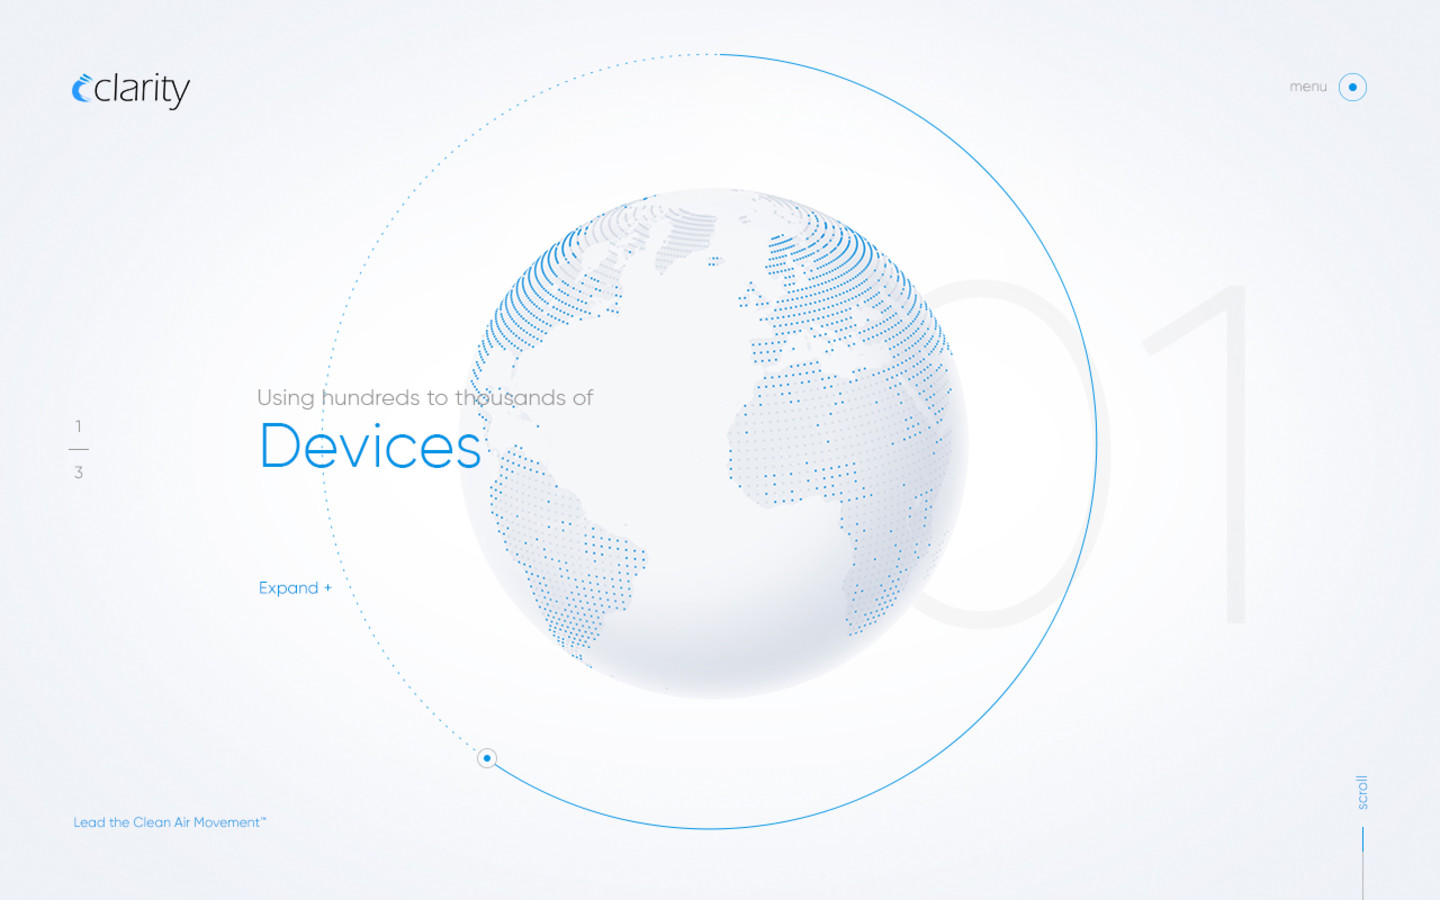 clarity
menu
01
Using hundreds to thousands of
Devices
1
3
Expand +
scroll
Lead the Clean Air Movement™